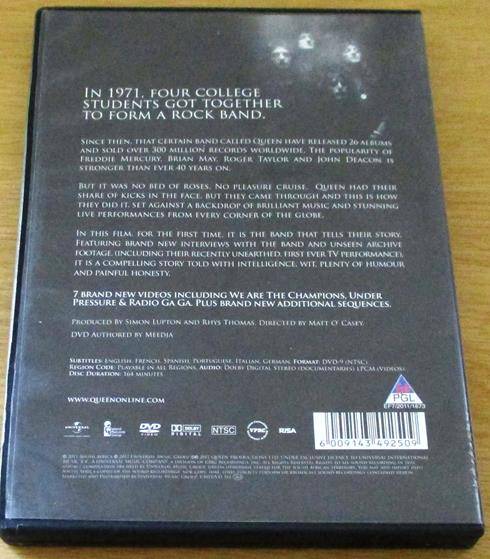 In 1971, four college
students got together
to form a rock band.
Since then, that certain band called Queen have released 26 albums
and sold over 300 million records worldwide. The popularity of
Freddie Mercury, Brian May, Roger Taylor and John Deacon is
stronger than ever 40 years on.
But it was no bed of roses. No pleasure cruise. Queen had their
share of kicks in the face. But they came through and this is how
they did it, set against a backdrop of brilliant music and stunning
live performances from every corner of the globe.
In this film, for the first time, it is the band that tells their story.
Featuring brand new interviews with the band and unseen archive
footage, (including their recently unearthed, first ever TV performance),
it is a compelling story told with intelligence, wit, plenty of humour
and painful honesty.
7 brand new videos including We Are The Champions, Under
Pressure & Radio Ga Ga. Plus brand new additional sequences.
Produced by Simon Lupton and Rhys Thomas. Directed by Matt O'Casey.
DVD Authored by Meedja
Subtitles: English, French, Spanish, Portuguese, Italian, German. Format: DVD-9 (NTSC)
Region Code: Playable in all Regions. Audio: Dolby Digital Stereo (documentaries) LPCM (Videos).
Disc Duration: 164 minutes.
www.queenonline.com
PGL
UNIVERSAL DVD DOLBY DIGITAL NTSC RiSA
6 009143 492509